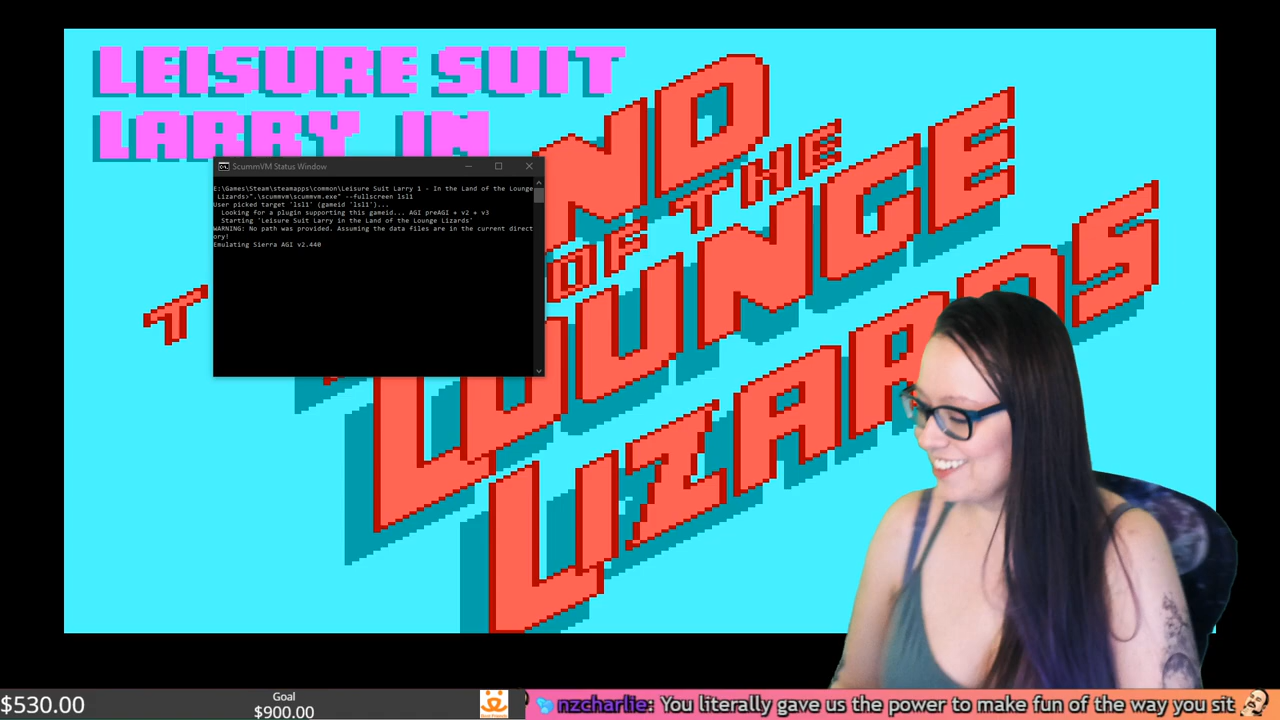 LEISURE SUIT
LARRY IN
ScummVM Status Window
E:\Games\Steam\steamapps\common\Leisure Suit Larry 1 - In the Land of the Lounge
Lizards>".\scummvm\scummvm.exe" --fullscreen lsl1
User picked target 'lsl1' (gameid 'lsl1')...
Looking for a plugin supporting this gameid... AGI preAGI + v2 + v3
Starting 'Leisure Suit Larry in the Land of the Lounge Lizards'
WARNING: No path was provided. Assuming the data files are in the current direct
ory!
Emulating Sierra AGI v2.440
OF THE
LOUNGE
LIZARDS
$530.00
Goal
$900.00
nzcharlie: You literally gave us the power to make fun of the way you sit